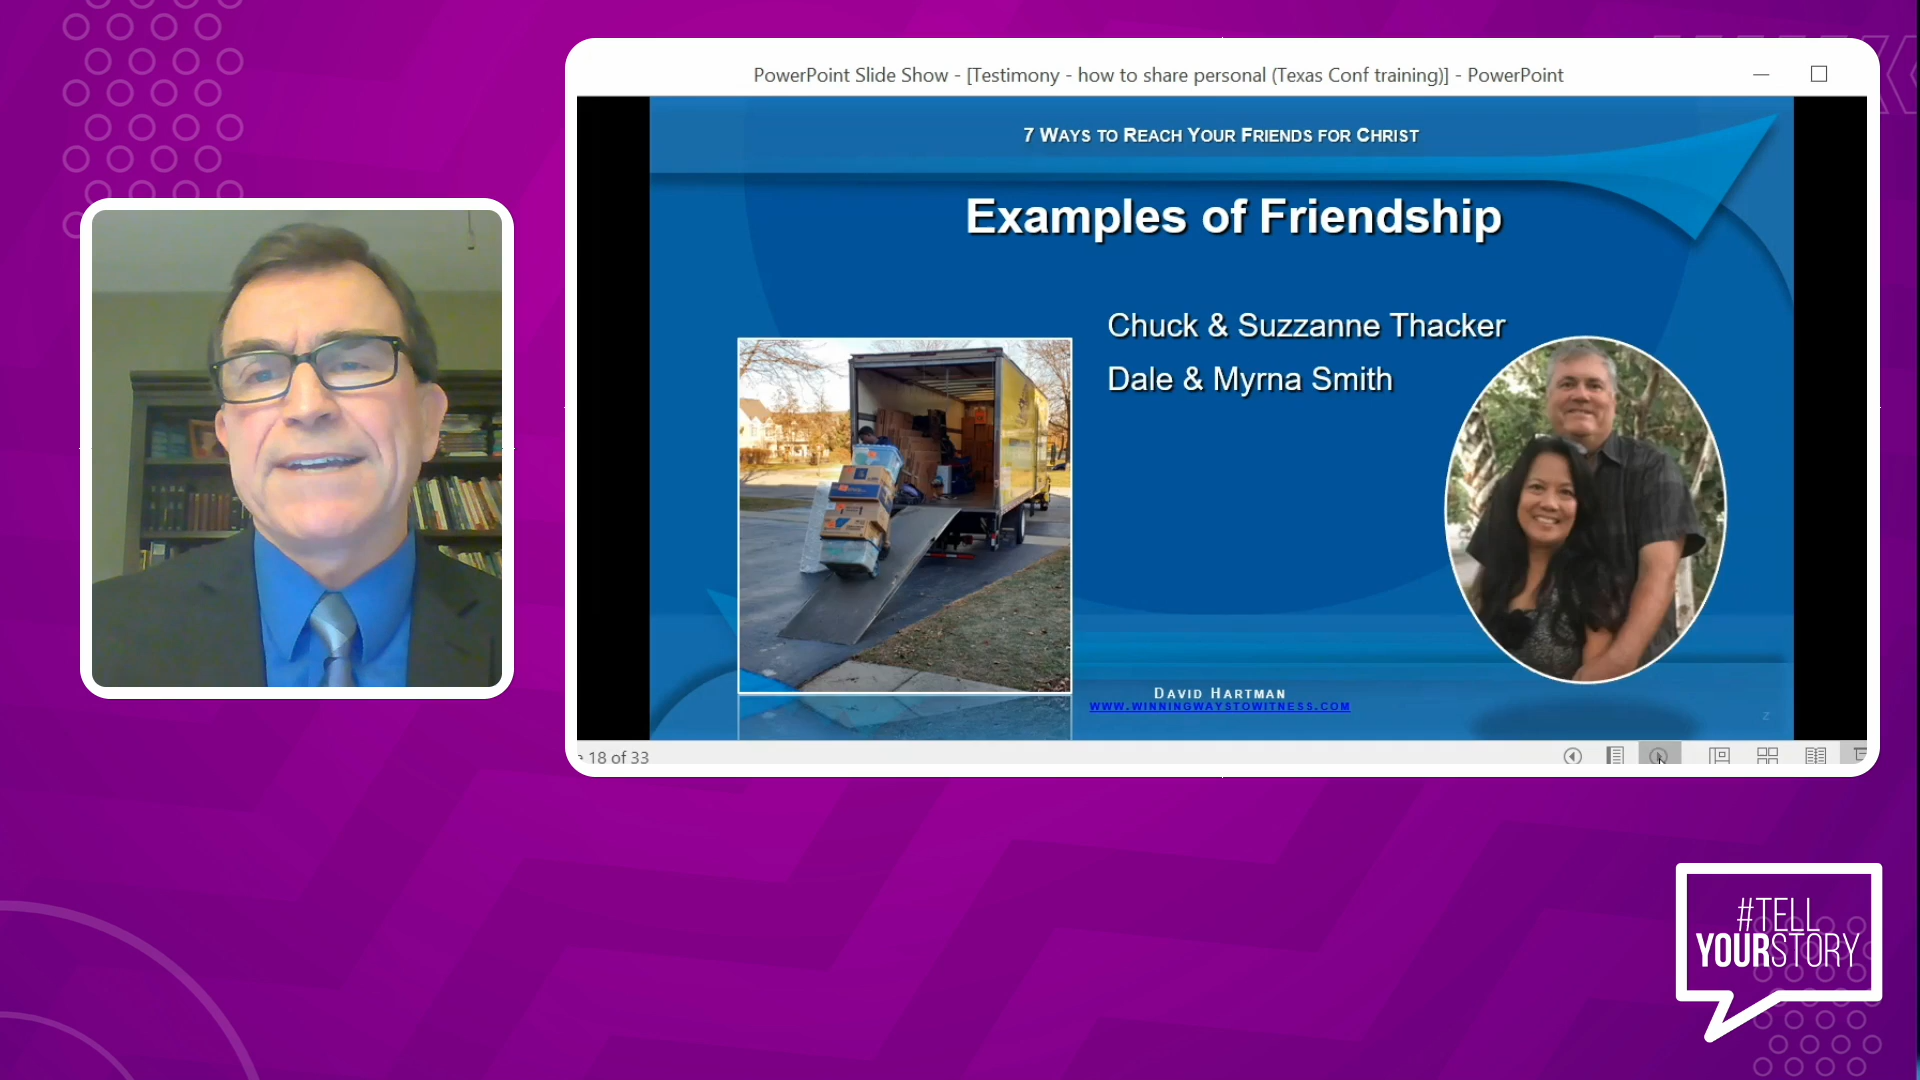 PowerPoint Slide Show - [Testimony - how to share personal (Texas Conf training)] - PowerPoint
7 WAYS TO REACH YOUR FRIENDS FOR CHRIST
Examples of Friendship
Chuck & Suzzanne Thacker
Dale & Myrna Smith
DAVID HARTMAN
WWW.WINNINGWAYSTOWITNESS.COM
18 of 33
#TELL
YOURSTORY